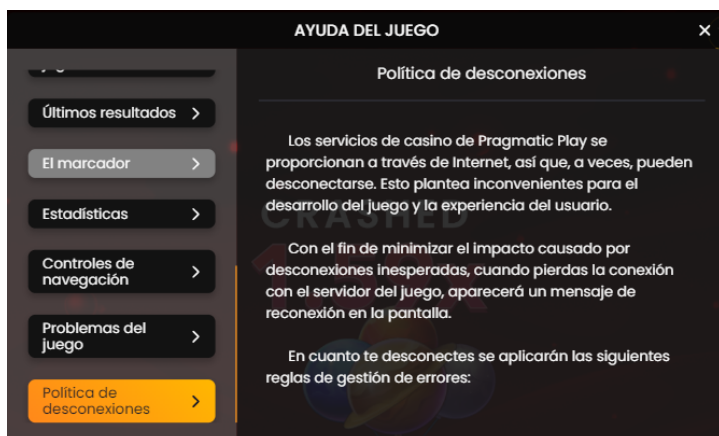 AYUDA DEL JUEGO
Últimos resultados
El marcador
Estadísticas
Controles de
navegación
Problemas del
juego
Política de
desconexiones
Política de desconexiones
Los servicios de casino de Pragmatic Play se
proporcionan a través de Internet, así que, a veces, pueden
desconectarse. Esto plantea inconvenientes para el
desarrollo del juego y la experiencia del usuario.
CRASHED
Con el fin de minimizar el impacto causado por
desconexiones inesperadas, cuando pierdas la conexión
con el servidor del juego, aparecerá un mensaje de
reconexión en la pantalla.
En cuanto te desconectes se aplicarán las siguientes
reglas de gestión de errores: